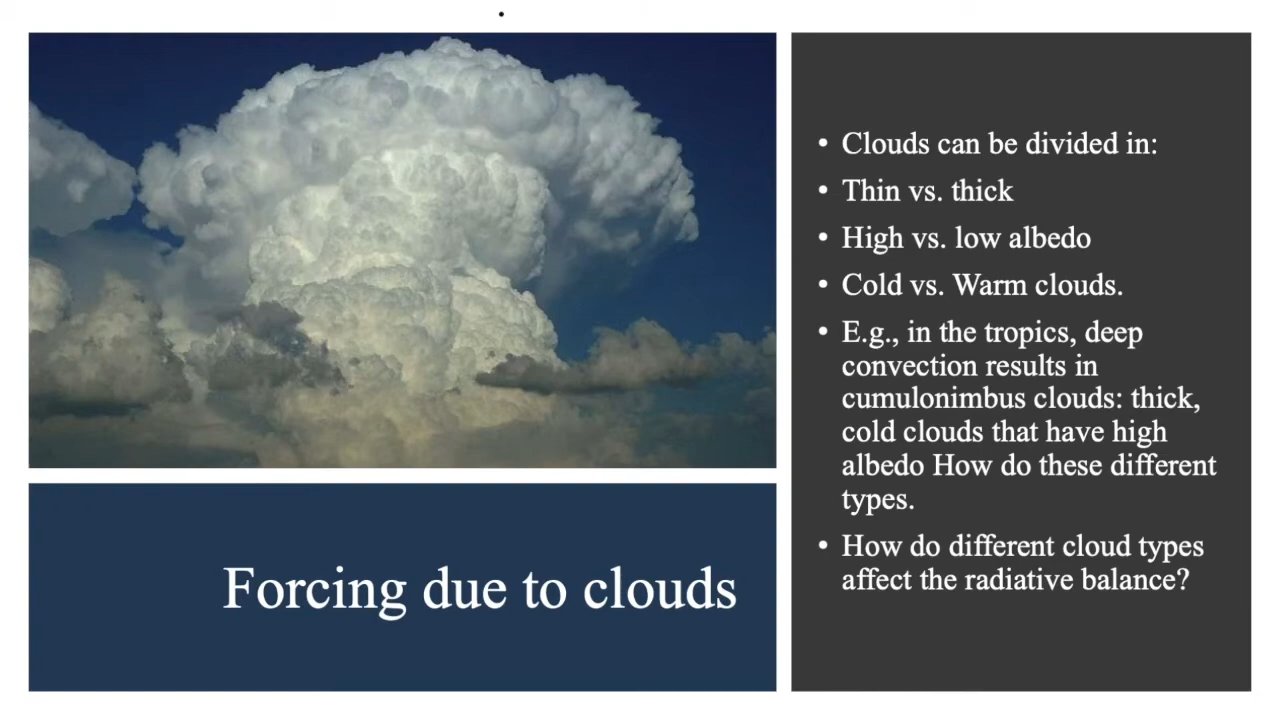 Forcing due to clouds
• Clouds can be divided in:
• Thin vs. thick
• High vs. low albedo
• Cold vs. Warm clouds.
• E.g., in the tropics, deep
convection results in
cumulonimbus clouds: thick,
cold clouds that have high
albedo How do these different
types.
• How do different cloud types
affect the radiative balance?